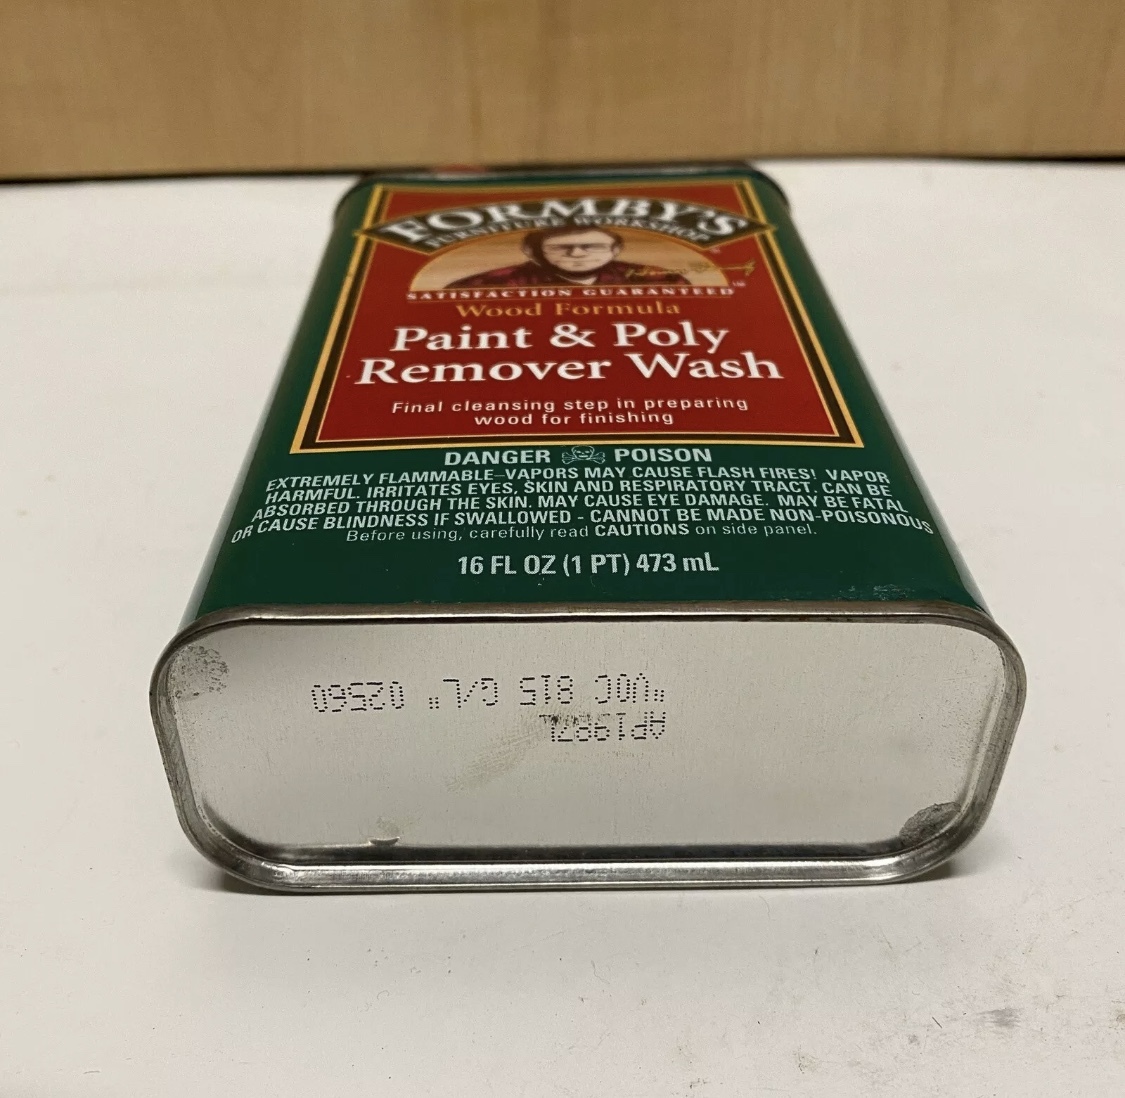 FORMBY'S
FURNITURE WORKSHOP
SATISFACTION GUARANTEED™
Wood Formula
Paint & Poly
Remover Wash
Final cleansing step in preparing
wood for finishing
DANGER POISON
EXTREMELY FLAMMABLE–VAPORS MAY CAUSE FLASH FIRES! VAPOR
HARMFUL. IRRITATES EYES, SKIN AND RESPIRATORY TRACT. CAN BE
ABSORBED THROUGH THE SKIN. MAY CAUSE EYE DAMAGE. MAY BE FATAL
OR CAUSE BLINDNESS IF SWALLOWED - CANNOT BE MADE NON-POISONOUS
Before using, carefully read CAUTIONS on side panel.
16 FL OZ (1 PT) 473 mL
AP1987L
"VOC 815 G/L" 02560